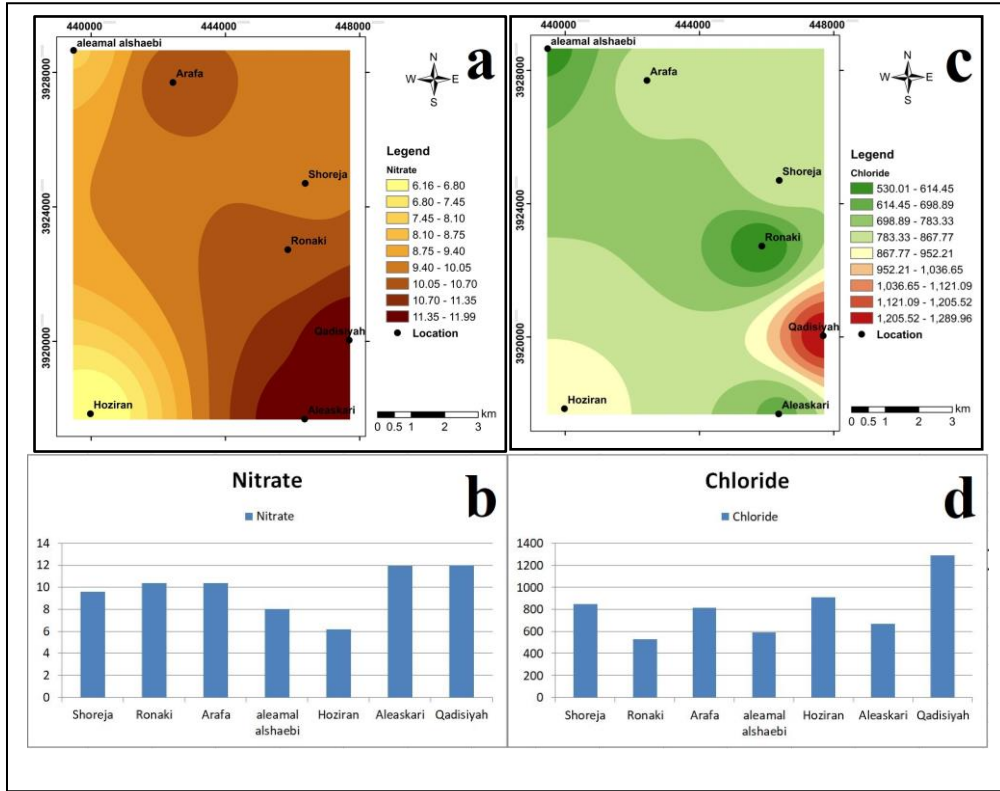 440000 444000 448000
aleamal alshaebi
Arafa
N
W E
S
a
3928000
Shoreja
3924000
Ronaki
Qadisiyah
3920000
Hoziran
Aleaskari
Legend
Nitrate
6.16 - 6.80
6.80 - 7.45
7.45 - 8.10
8.10 - 8.75
8.75 - 9.40
9.40 - 10.05
10.05 - 10.70
10.70 - 11.35
11.35 - 11.99
Location
km
0 0.5 1 2 3
440000 444000 448000
aleamal alshaebi
Arafa
N
W E
S
c
3928000
Shoreja
3924000
Ronaki
Qadisiyah
3920000
Hoziran
Aleaskari
Legend
Chloride
530.01 - 614.45
614.45 - 698.89
698.89 - 783.33
783.33 - 867.77
867.77 - 952.21
952.21 - 1,036.65
1,036.65 - 1,121.09
1,121.09 - 1,205.52
1,205.52 - 1,289.96
Location
km
0 0.5 1 2 3
Nitrate
b
Nitrate
14
12
10
8
6
4
2
0
Shoreja Ronaki Arafa aleamal alshaebi Hoziran Aleaskari Qadisiyah
Chloride
d
Chloride
1400
1200
1000
800
600
400
200
0
Shoreja Ronaki Arafa aleamal alshaebi Hoziran Aleaskari Qadisiyah